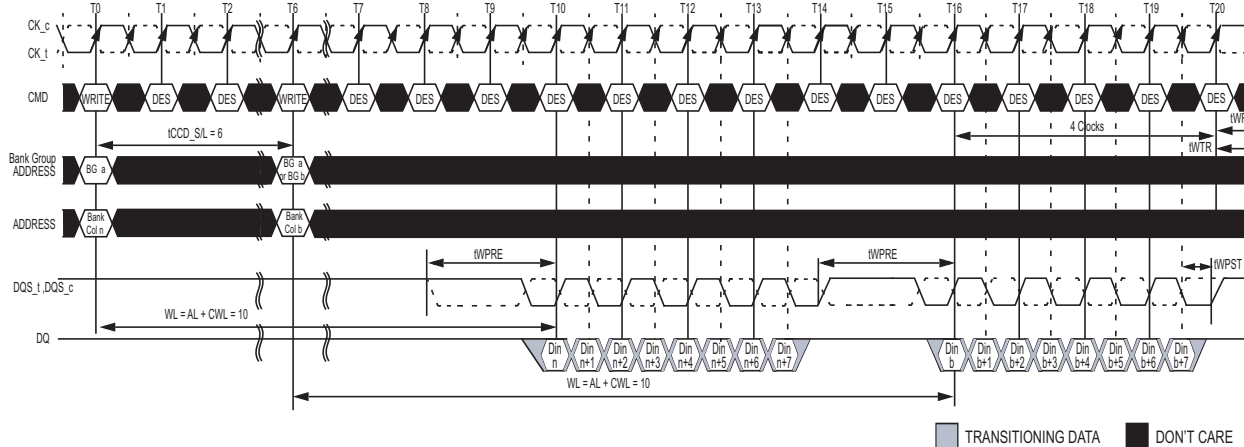 T0 T1 T2 T6 T7 T8 T9 T10 T11 T12 T13 T14 T15 T16 T17 T18 T19 T20
CK_c
CK_t
CMD WRITE DES DES WRITE DES DES DES DES DES DES DES DES DES DES DES DES DES DES
tCCD_S/L = 6
4 Clocks
tWR
tWTR
Bank Group
ADDRESS
BG a
BG a
or BG b
ADDRESS
Bank
Col n
Bank
Col b
tWPRE
tWPRE
tWPST
DQS_t ,DQS_c
WL = AL + CWL = 10
DQ
Din
n
Din
n+1
Din
n+2
Din
n+3
Din
n+4
Din
n+5
Din
n+6
Din
n+7
Din
b
Din
b+1
Din
b+2
Din
b+3
Din
b+4
Din
b+5
Din
b+6
Din
b+7
WL = AL + CWL = 10
TRANSITIONING DATA
DON'T CARE